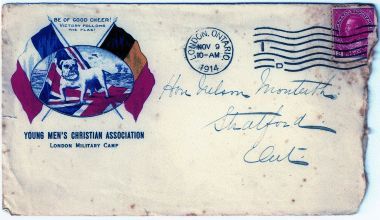 BE OF GOOD CHEER!
VICTORY FOLLOWS
THE FLAG!
LONDON, ONTARIO
NOV 9
10-AM
1914
D
YOUNG MEN'S CHRISTIAN ASSOCIATION
LONDON MILITARY CAMP
Hon Nelson Monteith
Stratford
Ont